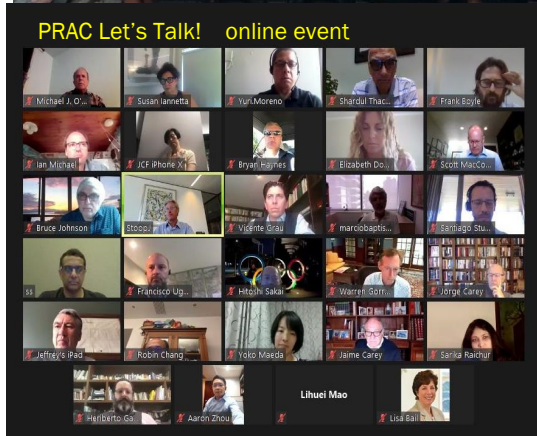 PRAC Let's Talk! online event
Michael J. O'... Susan Iannetta Yuri.Moreno Shardul Thac... Frank Boyle
Ian Michael JCF iPhone X Bryan Haynes Elizabeth Do... Scott MacCo...
Bruce Johnson StoopJ Vicente Grau marciobaptis... Santiago Stu...
ss Francisco Ug... Hitoshi Sakai Warren Gorr... Jorge Carey
Jeffrey's iPad Robin Chang Yoko Maeda Jaime Carey Sarika Raichur
Heriberto Ga Aaron Zhou Lihuei Mao Lisa Bail